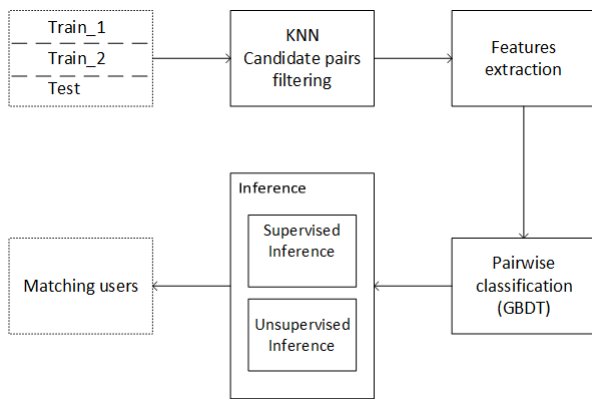 Train_1
Train_2
Test
KNN
Candidate pairs
filtering
Features
extraction
Inference
Supervised
Inference
Unsupervised
Inference
Matching users
Pairwise
classification
(GBDT)